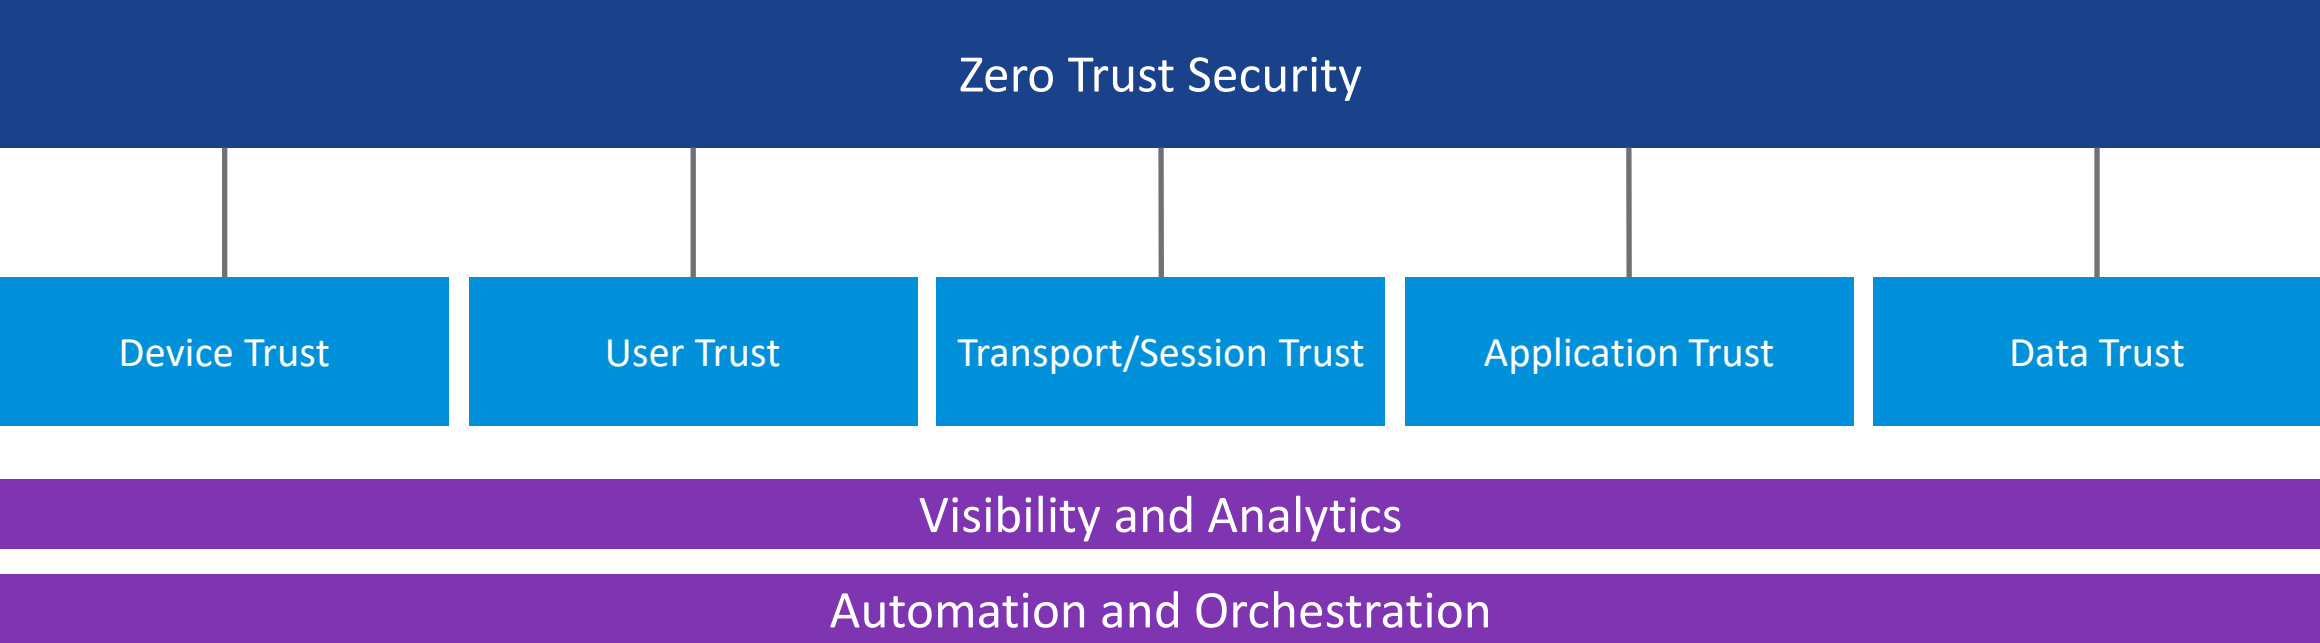 Zero Trust Security
Device Trust
User Trust
Transport/Session Trust
Application Trust
Data Trust
Visibility and Analytics
Automation and Orchestration